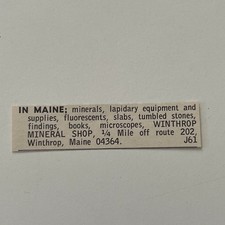 IN MAINE; minerals, lapidary equipment and
supplies, fluorescents, slabs, tumbled stones,
findings, books, microscopes, WINTHROP
MINERAL SHOP, ¼ Mile off route 202,
Winthrop, Maine 04364. J61